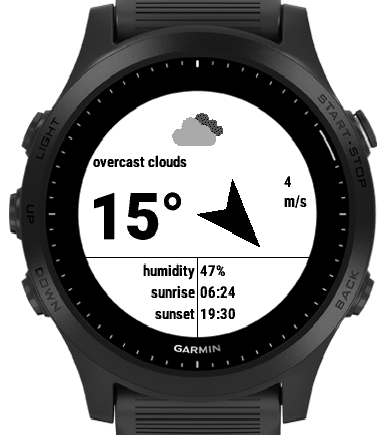 LIGHT
START·STOP
UP
DOWN
BACK
overcast clouds
15°
4
m/s
humidity 47%
sunrise 06:24
sunset 19:30
GARMIN